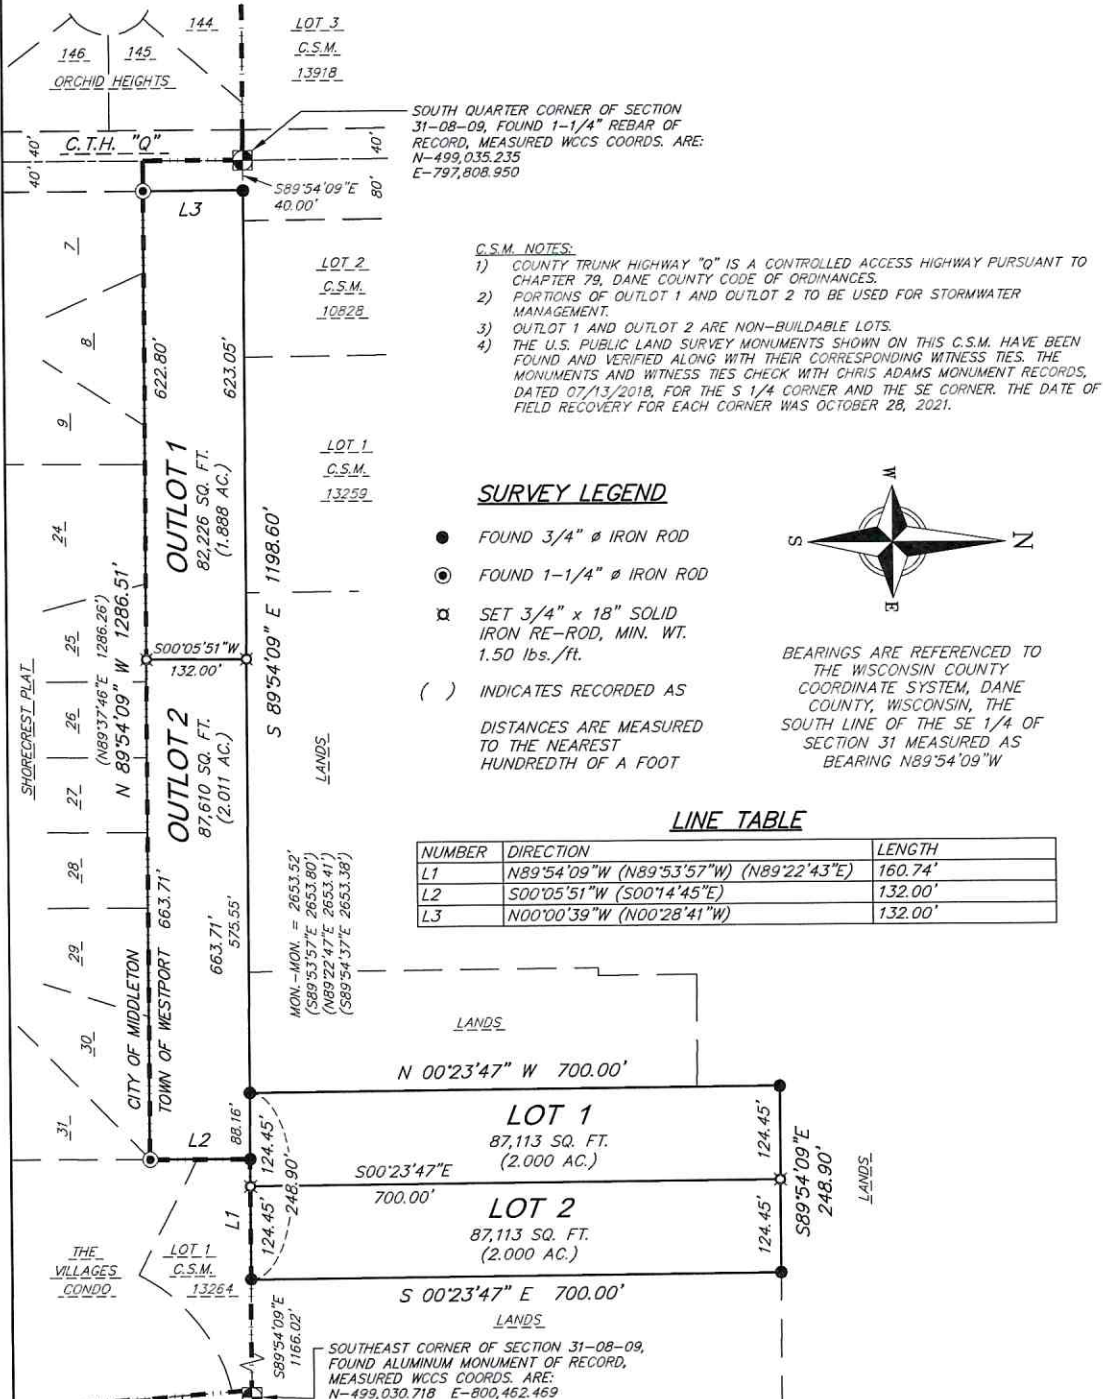 144
LOT 3
C.S.M.
13918
146
145
ORCHID HEIGHTS
C.T.H. "Q"
40'
40'
40'
80'
SOUTH QUARTER CORNER OF SECTION
31-08-09, FOUND 1-1/4" REBAR OF
RECORD, MEASURED WCCS COORDS. ARE:
N-499,035.235
E-797,808.950
S89°54'09"E
40.00'
L3
7
8
9
24
25
26
27
28
29
30
31
SHORECREST PLAT
LOT 2
C.S.M.
10828
LOT 1
C.S.M.
13259
622.80'
623.05'
OUTLOT 1
82,226 SQ. FT.
(1.888 AC.)
S 89°54'09" E 1198.60'
(N89°37'46"E 1286.26')
N 89°54'09" W 1286.51'
S00°05'51"W
132.00'
OUTLOT 2
87,610 SQ. FT.
(2.011 AC.)
LANDS
C.S.M. NOTES:
1) COUNTY TRUNK HIGHWAY "Q" IS A CONTROLLED ACCESS HIGHWAY PURSUANT TO
CHAPTER 79, DANE COUNTY CODE OF ORDINANCES.
2) PORTIONS OF OUTLOT 1 AND OUTLOT 2 TO BE USED FOR STORMWATER
MANAGEMENT.
3) OUTLOT 1 AND OUTLOT 2 ARE NON-BUILDABLE LOTS.
4) THE U.S. PUBLIC LAND SURVEY MONUMENTS SHOWN ON THIS C.S.M. HAVE BEEN
FOUND AND VERIFIED ALONG WITH THEIR CORRESPONDING WITNESS TIES. THE
MONUMENTS AND WITNESS TIES CHECK WITH CHRIS ADAMS MONUMENT RECORDS,
DATED 07/13/2018, FOR THE S 1/4 CORNER AND THE SE CORNER. THE DATE OF
FIELD RECOVERY FOR EACH CORNER WAS OCTOBER 28, 2021.
SURVEY LEGEND
FOUND 3/4" ø IRON ROD
FOUND 1-1/4" ø IRON ROD
SET 3/4" x 18" SOLID
IRON RE-ROD, MIN. WT.
1.50 lbs./ft.
( ) INDICATES RECORDED AS
DISTANCES ARE MEASURED
TO THE NEAREST
HUNDREDTH OF A FOOT
W
S
N
E
BEARINGS ARE REFERENCED TO
THE WISCONSIN COUNTY
COORDINATE SYSTEM, DANE
COUNTY, WISCONSIN, THE
SOUTH LINE OF THE SE 1/4 OF
SECTION 31 MEASURED AS
BEARING N89°54'09"W
LINE TABLE
NUMBER DIRECTION LENGTH
L1 N89°54'09"W (N89°53'57"W) (N89°22'43"E) 160.74'
L2 S00°05'51"W (S00°14'45"E) 132.00'
L3 N00°00'39"W (N00°28'41"W) 132.00'
CITY OF MIDDLETON
TOWN OF WESTPORT 663.71'
663.71'
575.55'
MON.-MON. = 2653.52'
(S89°53'57"E 2653.80')
(N89°22'47"E 2653.41')
(S89°54'37"E 2653.38')
LANDS
N 00°23'47" W 700.00'
LOT 1
87,113 SQ. FT.
(2.000 AC.)
88.16'
L2
124.45'
248.90'
124.45'
S00°23'47"E
700.00'
124.45'
124.45'
S89°54'09"E
248.90'
LANDS
LOT 2
87,113 SQ. FT.
(2.000 AC.)
L1
THE
VILLAGES
CONDO
LOT 1
C.S.M.
13264
S 00°23'47" E 700.00'
LANDS
S89°54'09"E
1166.02'
SOUTHEAST CORNER OF SECTION 31-08-09,
FOUND ALUMINUM MONUMENT OF RECORD,
MEASURED WCCS COORDS. ARE:
N-499,030.718 E-800,462.469